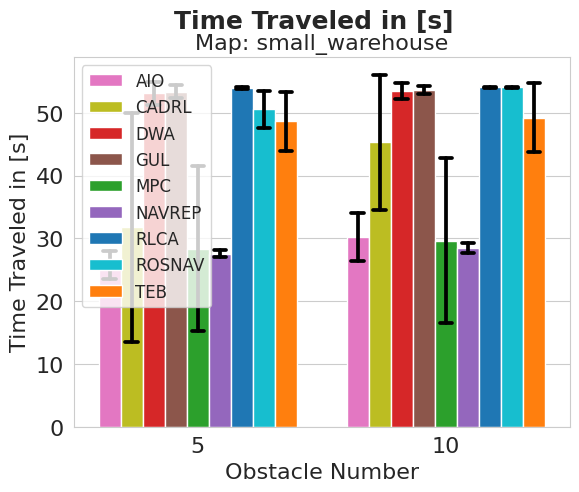 Time Traveled in [s]
Map: small_warehouse
Time Traveled in [s]
50
40
30
20
10
0
AIO
CADRL
DWA
GUL
MPC
NAVREP
RLCA
ROSNAV
TEB
5
10
Obstacle Number